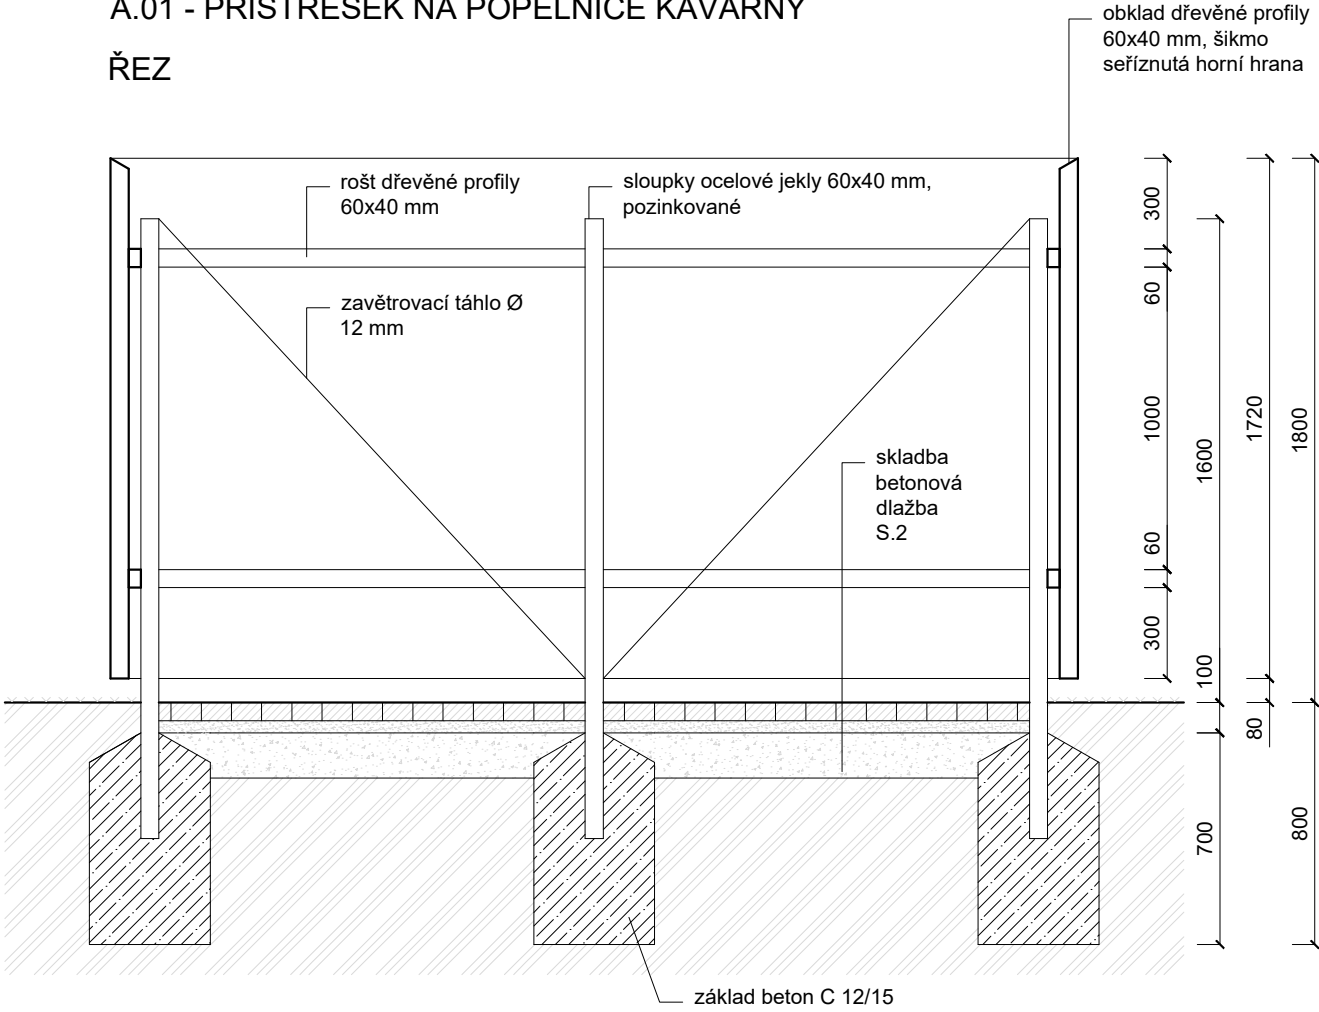 A.01 - PŘÍSTŘEŠEK NA POPELNICE KAVÁRNY
ŘEZ
obklad dřevěné profily
60x40 mm, šikmo
seříznutá horní hrana
rošt dřevěné profily
60x40 mm
sloupky ocelové jekly 60x40 mm,
pozinkované
zavětrovací táhlo Ø
12 mm
skladba
betonová
dlažba
S.2
základ beton C 12/15
300
60
1000
60
300
1600
100
700
1720
80
1800
800